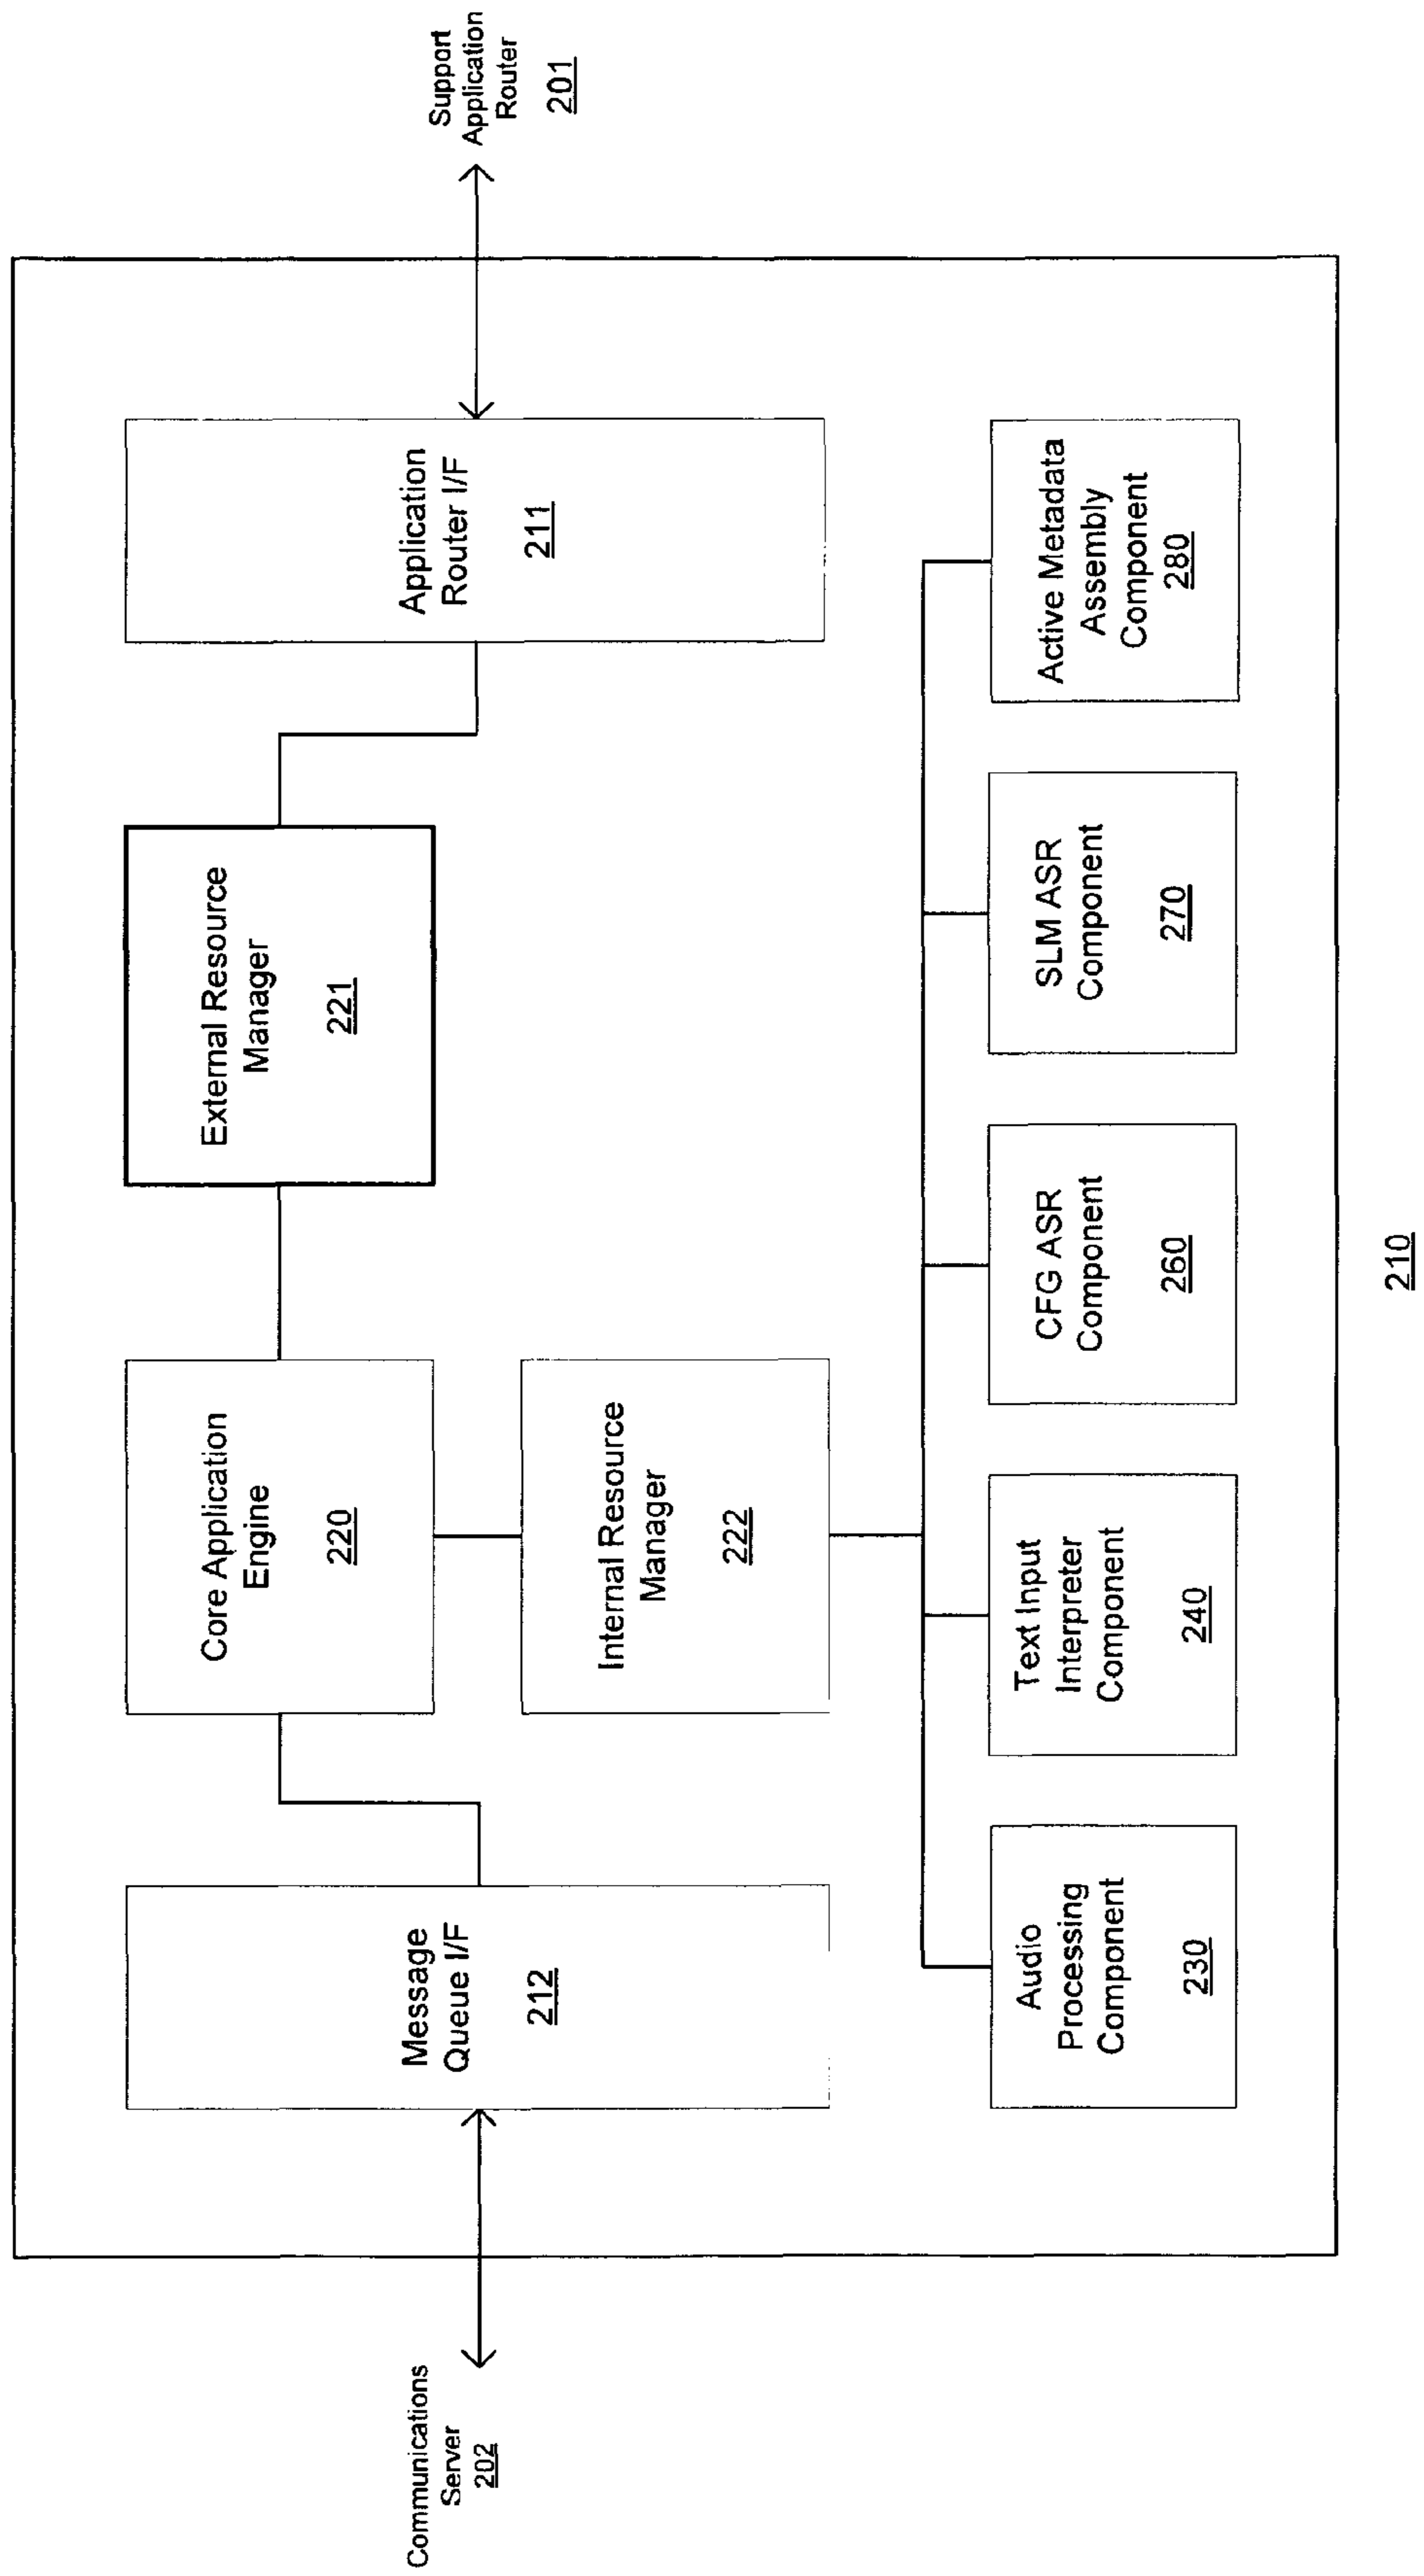 Communications
Server
202
Message
Queue I/F
212
Core Application
Engine
220
Internal Resource
Manager
222
External Resource
Manager
221
Application
Router I/F
211
Support
Application
Router
201
Audio
Processing
Component
230
Text Input
Interpreter
Component
240
CFG ASR
Component
260
SLM ASR
Component
270
Active Metadata
Assembly
Component
280
210